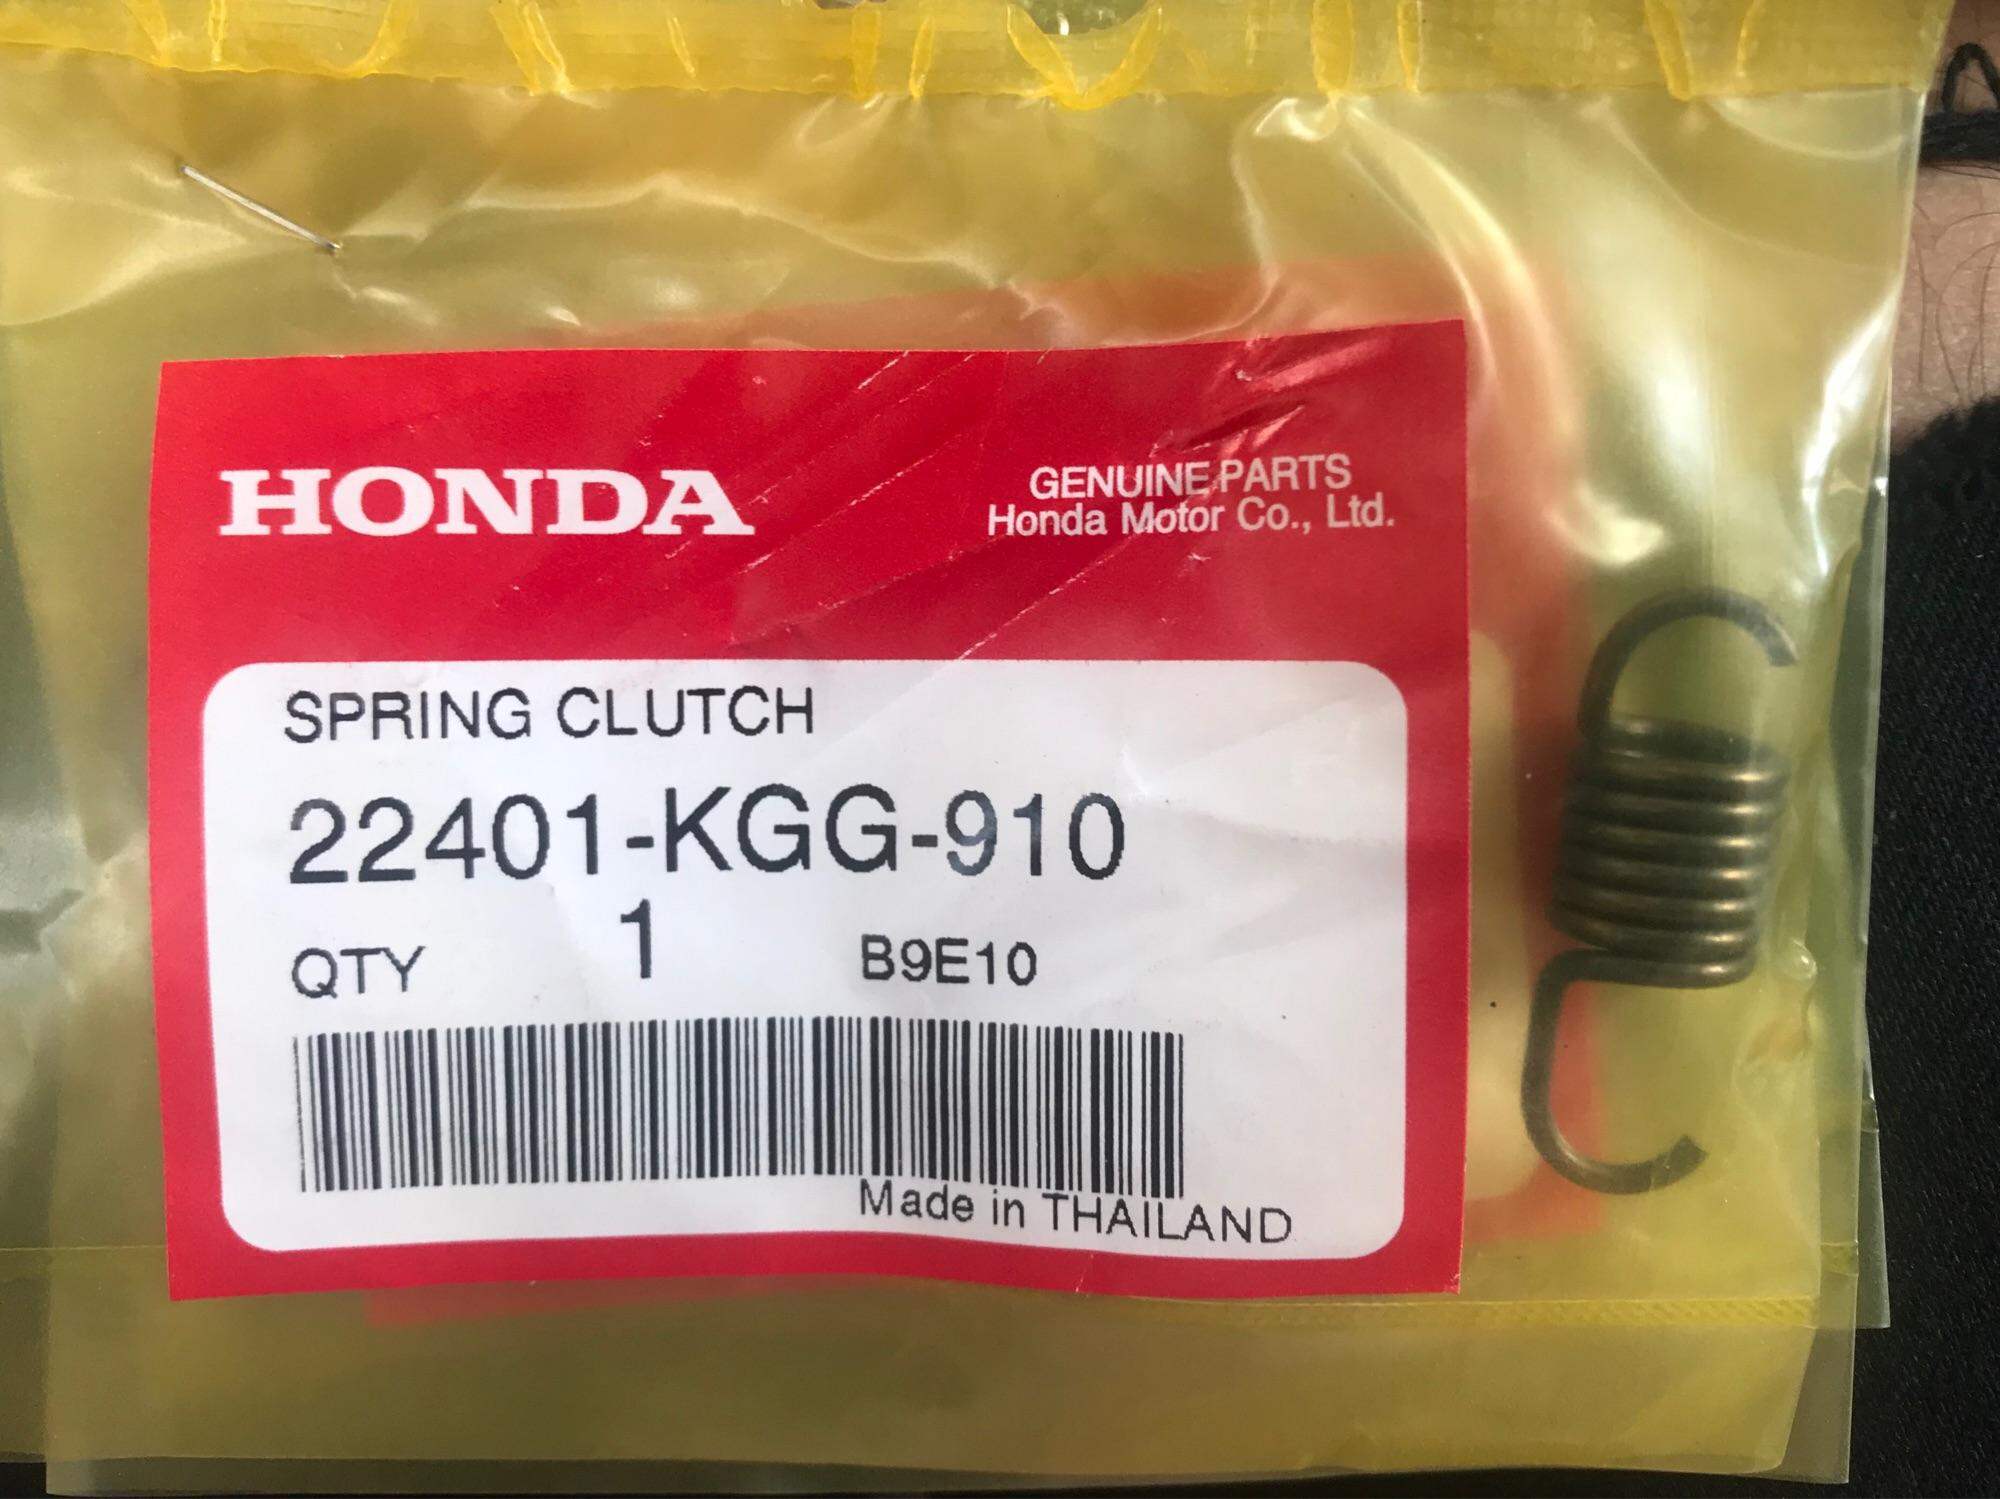 HONDA
GENUINE PARTS
Honda Motor Co., Ltd.
SPRING CLUTCH
22401-KGG-910
QTY 1 B9E10
Made in THAILAND